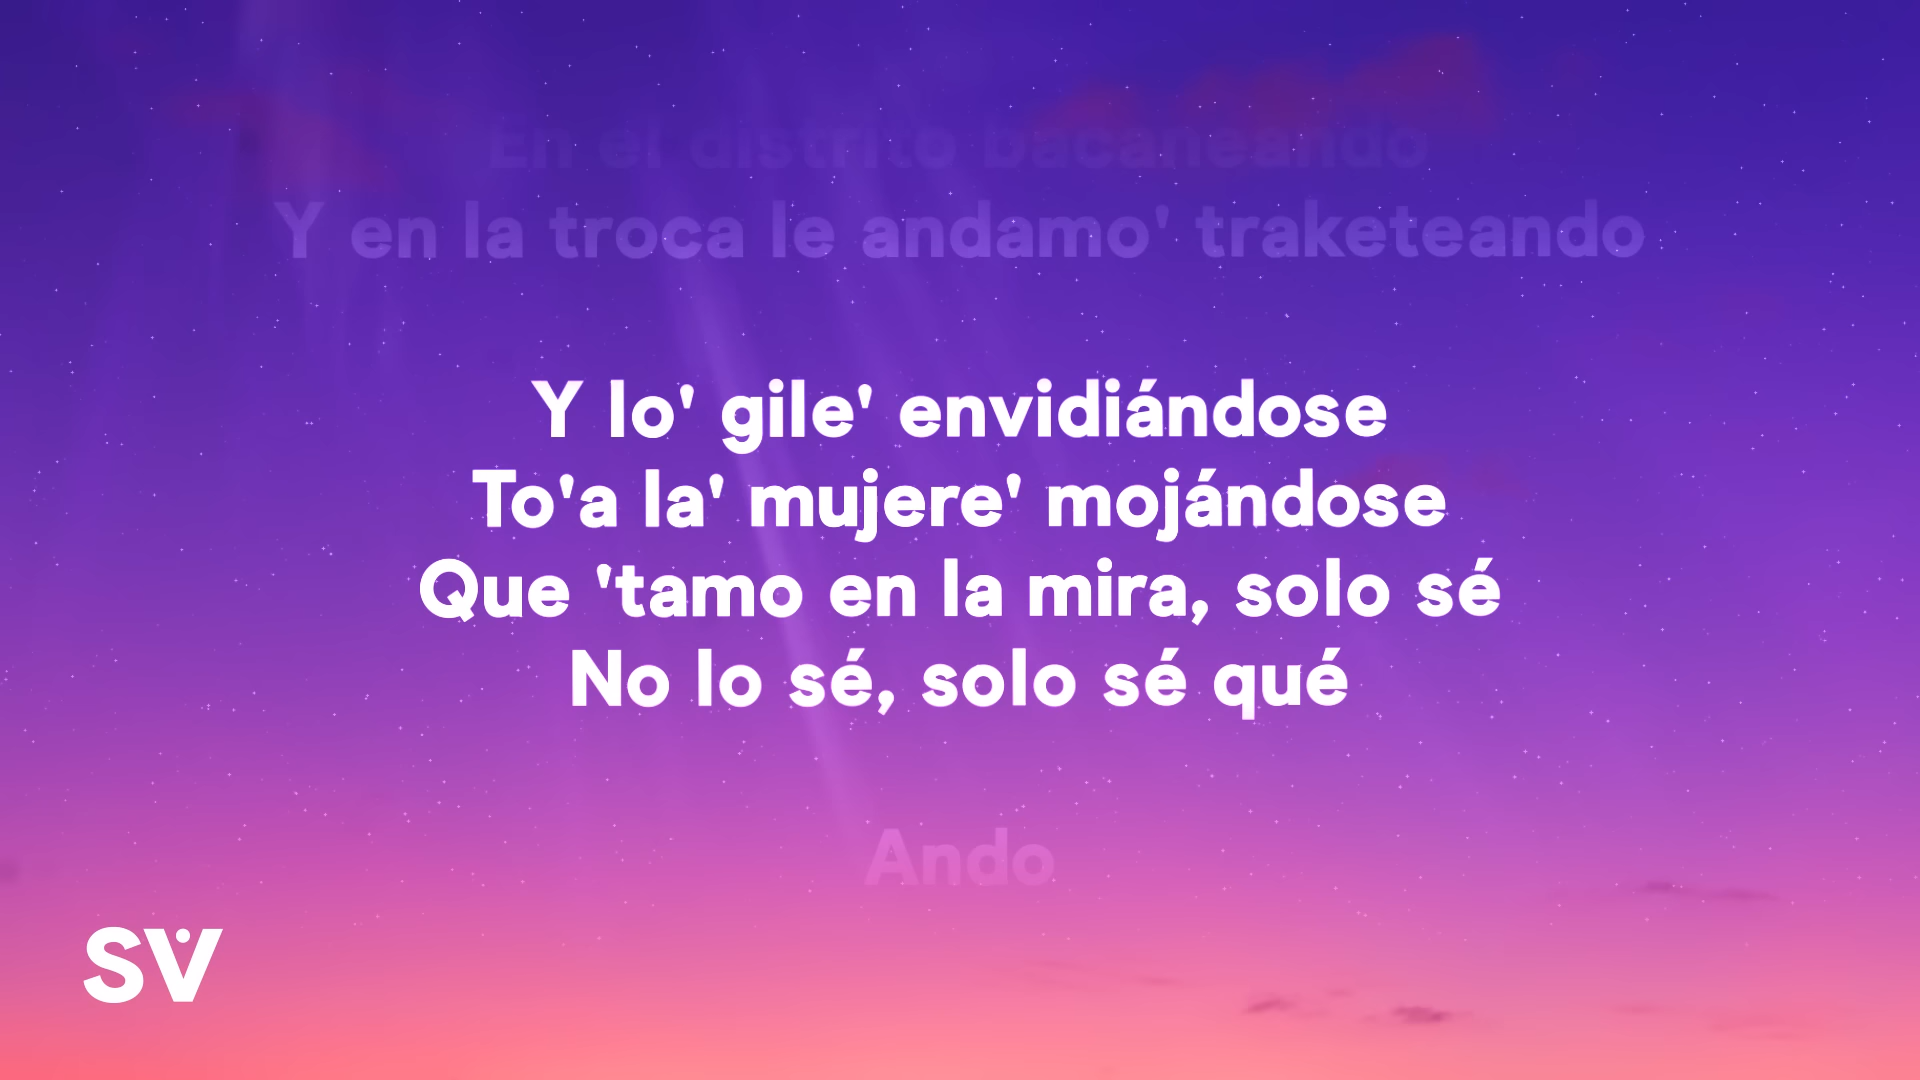 En el distrito bacaneando
Y en la troca le andamo' traketeando
Y lo' gile' envidiándose
To'a la' mujere' mojándose
Que 'tamo en la mira, solo sé
No lo sé, solo sé qué
Ando
SV